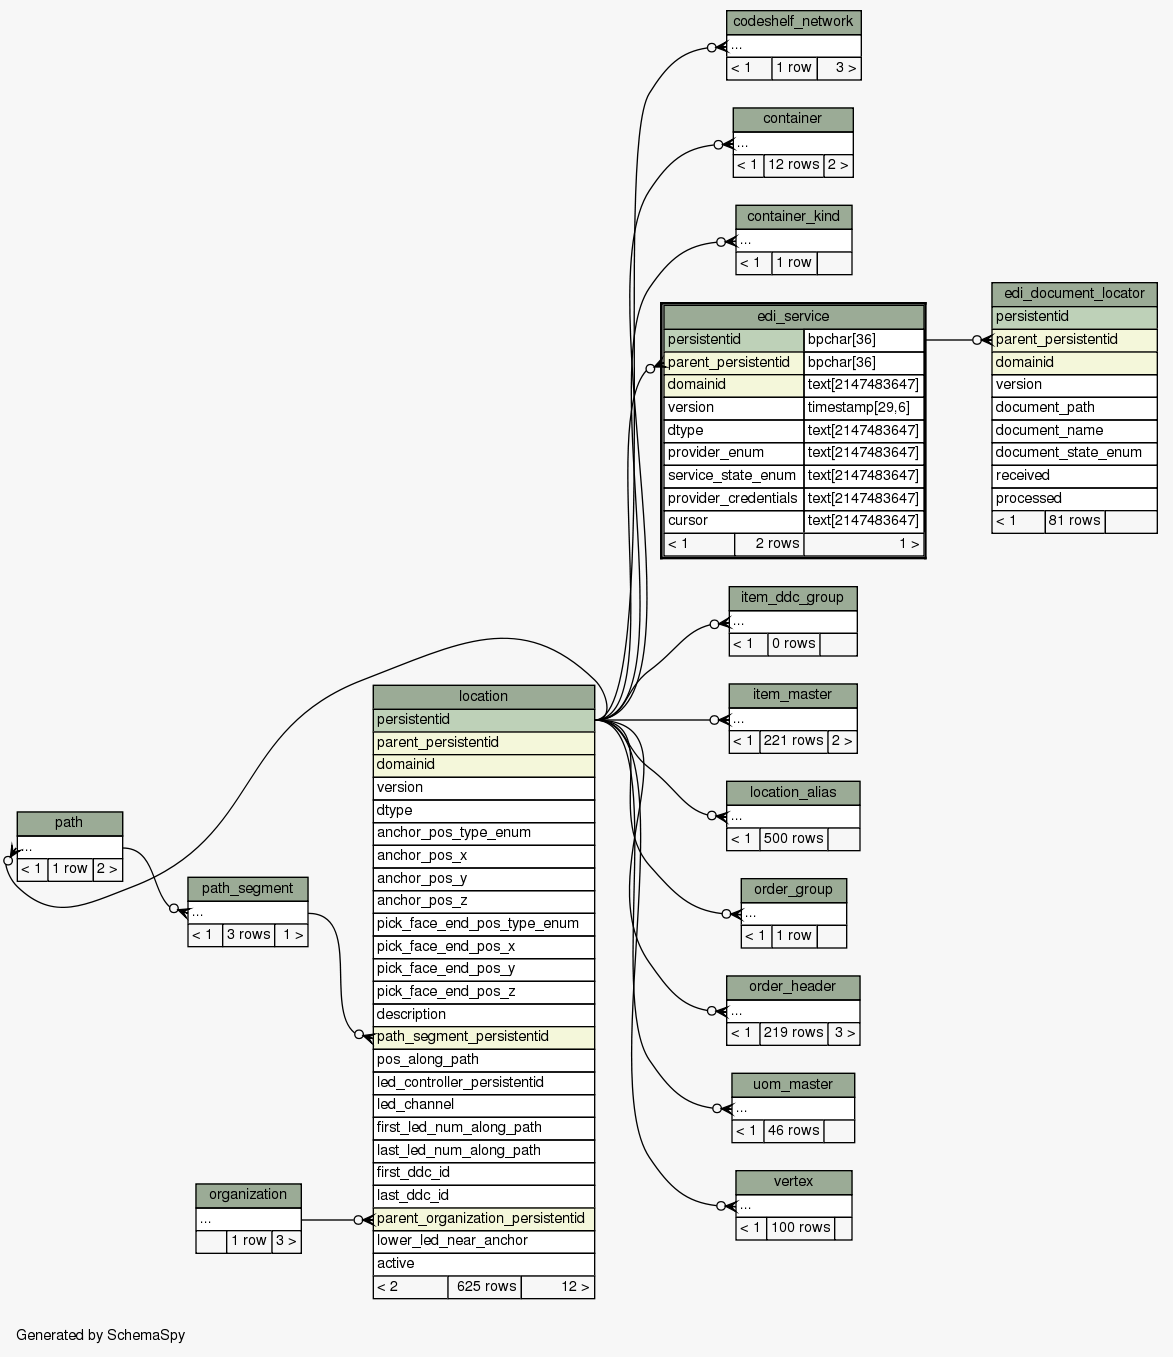 codeshelf_network
...
< 1 1 row 3 >
container
...
< 1 12 rows 2 >
container_kind
...
< 1 1 row
edi_service
persistentid bpchar[36]
parent_persistentid bpchar[36]
domainid text[2147483647]
version timestamp[29,6]
dtype text[2147483647]
provider_enum text[2147483647]
service_state_enum text[2147483647]
provider_credentials text[2147483647]
cursor text[2147483647]
< 1 2 rows 1 >
edi_document_locator
persistentid
parent_persistentid
domainid
version
document_path
document_name
document_state_enum
received
processed
< 1 81 rows
item_ddc_group
...
< 1 0 rows
item_master
...
< 1 221 rows 2 >
location_alias
...
< 1 500 rows
order_group
...
< 1 1 row
order_header
...
< 1 219 rows 3 >
uom_master
...
< 1 46 rows
vertex
...
< 1 100 rows
location
persistentid
parent_persistentid
domainid
version
dtype
anchor_pos_type_enum
anchor_pos_x
anchor_pos_y
anchor_pos_z
pick_face_end_pos_type_enum
pick_face_end_pos_x
pick_face_end_pos_y
pick_face_end_pos_z
description
path_segment_persistentid
pos_along_path
led_controller_persistentid
led_channel
first_led_num_along_path
last_led_num_along_path
first_ddc_id
last_ddc_id
parent_organization_persistentid
lower_led_near_anchor
active
< 2 625 rows 12 >
path
...
< 1 1 row 2 >
path_segment
...
< 1 3 rows 1 >
organization
...
1 row 3 >
Generated by SchemaSpy